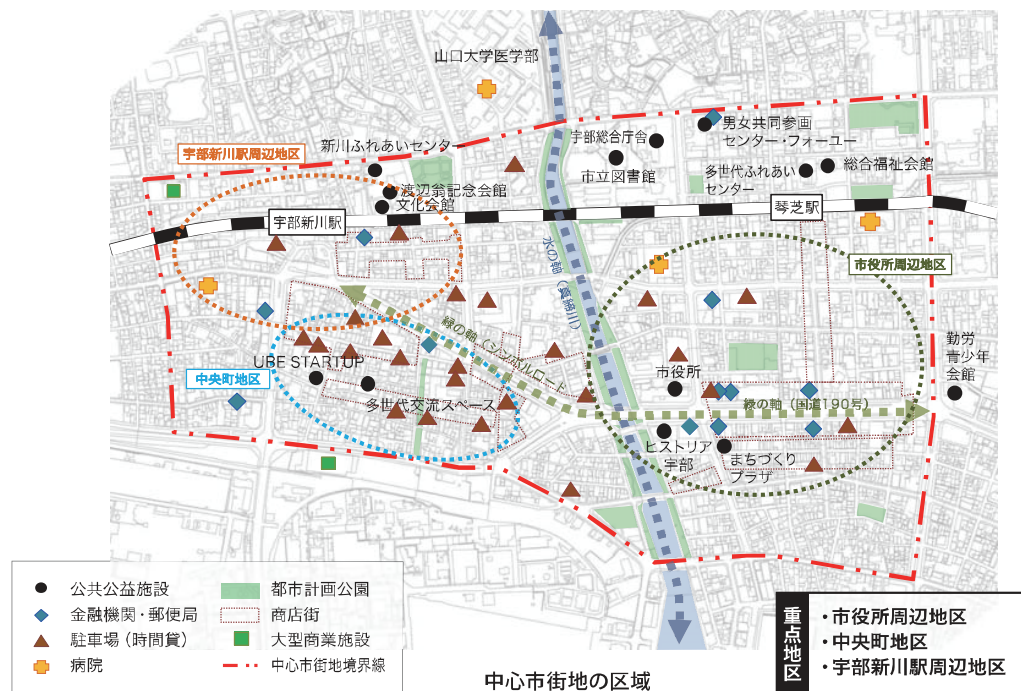 山口大学医学部
宇部総合庁舎
男女共同参画
センター・フォーユー
新川ふれあいセンター
宇部新川駅周辺地区
市立図書館
多世代ふれあい
センター
総合福祉会館
渡辺翁記念会館
文化会館
宇部新川駅
琴芝駅
水の軸（真締川）
市役所周辺地区
緑の軸（シンボルロード）
勤労
青少年
会館
UBE STARTUP
中央町地区
市役所
多世代交流スペース
緑の軸（国道190号）
ヒストリア
宇部
まちづくり
プラザ
公共公益施設
都市計画公園
金融機関・郵便局
商店街
駐車場（時間貸）
大型商業施設
病院
中心市街地境界線
中心市街地の区域
重点地区
・市役所周辺地区
・中央町地区
・宇部新川駅周辺地区